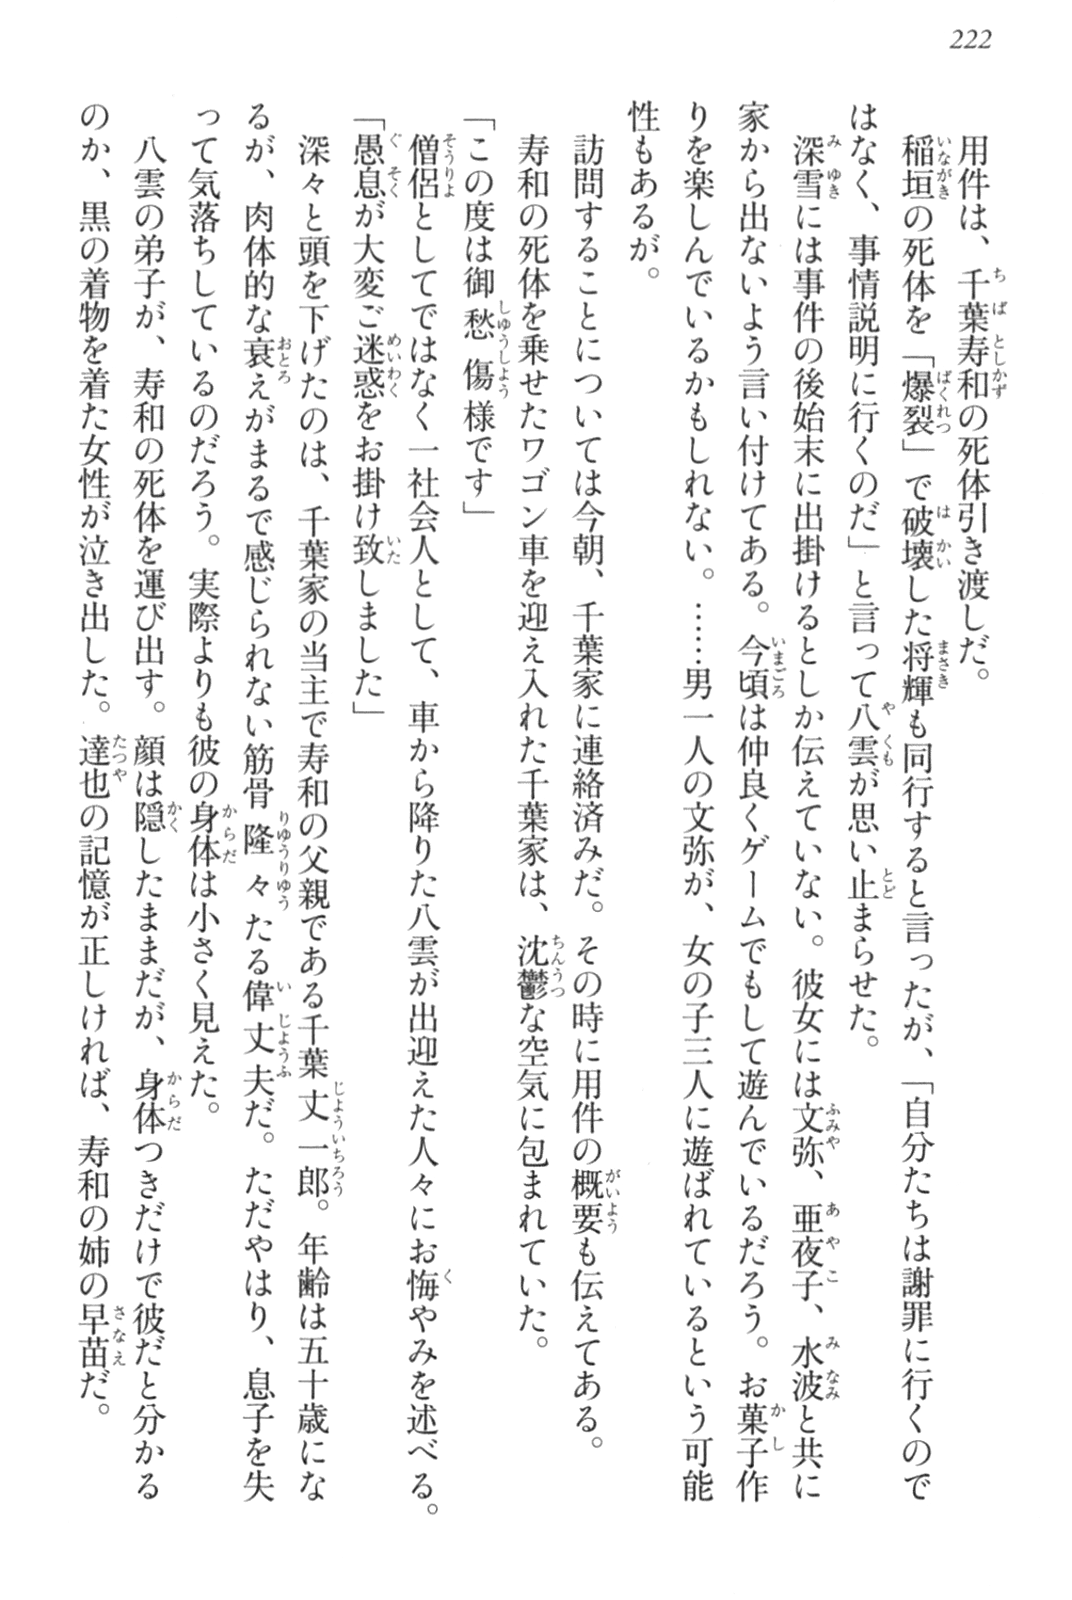 222
用件は、千葉寿和の死体引き渡しだ。
稲垣の死体を「爆裂」で破壊した将輝も同行すると言ったが、「自分たちは謝罪に行くので
はなく、事情説明に行くのだ」と言って八雲が思い止まらせた。
深雪には事件の後始末に出掛けるとしか伝えていない。彼女には文弥、亜夜子、水波と共に
家から出ないよう言い付けてある。今頃は仲良くゲームでもして遊んでいるだろう。お菓子作
りを楽しんでいるかもしれない。……男一人の文弥が、女の子三人に遊ばれているという可能
性もあるが。
訪問することについては今朝、千葉家に連絡済みだ。その時に用件の概要も伝えてある。
寿和の死体を乗せたワゴン車を迎え入れた千葉家は、沈鬱な空気に包まれていた。
「この度は御愁傷様です」
僧侶としてではなく一社会人として、車から降りた八雲が出迎えた人々にお悔やみを述べる。
「愚息が大変ご迷惑をお掛け致しました」
深々と頭を下げたのは、千葉家の当主で寿和の父親である千葉丈一郎。年齢は五十歳にな
るが、肉体的な衰えがまるで感じられない筋骨隆々たる偉丈夫だ。ただやはり、息子を失
って気落ちしているのだろう。実際よりも彼の身体は小さく見えた。
八雲の弟子が、寿和の死体を運び出す。顔は隠したままだが、身体つきだけで彼だと分かる
のか、黒の着物を着た女性が泣き出した。達也の記憶が正しければ、寿和の姉の早苗だ。